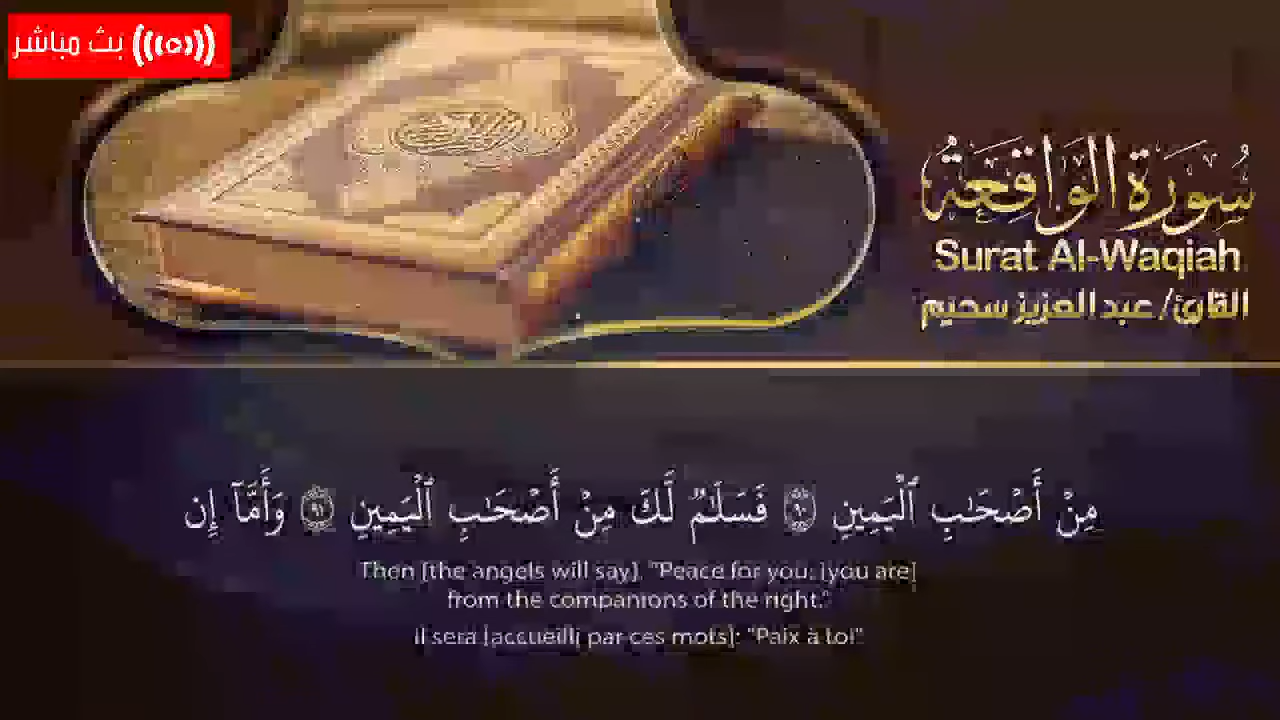 بث مباشر
سُورَةُ الوَاقِعَةُ
Surat Al-Waqiah
القارئ/ عبد العزيز سحيم
مِنْ أَصْحَٰبِ ٱلْيَمِينِ ٩٠ فَسَلَٰمٌ لَّكَ مِنْ أَصْحَٰبِ ٱلْيَمِينِ ٩١ وَأَمَّآ إِن
Then [the angels will say], "Peace for you; [you are]
from the companions of the right."
il sera [accueilli par ces mots]: "Paix à toi"